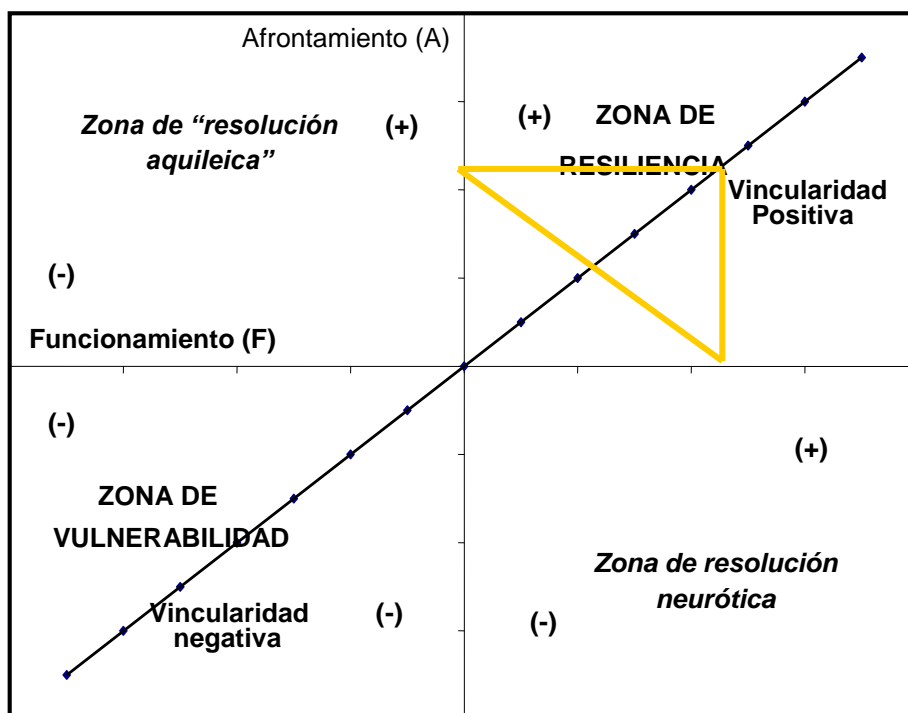 Afrontamiento (A)
Zona de “resolución
aquileica”
(+)
(+)
ZONA DE
RESILIENCIA
Vincularidad
Positiva
(-)
Funcionamiento (F)
(-)
(+)
ZONA DE
VULNERABILIDAD
Zona de resolución
neurótica
Vincularidad
negativa
(-)
(-)